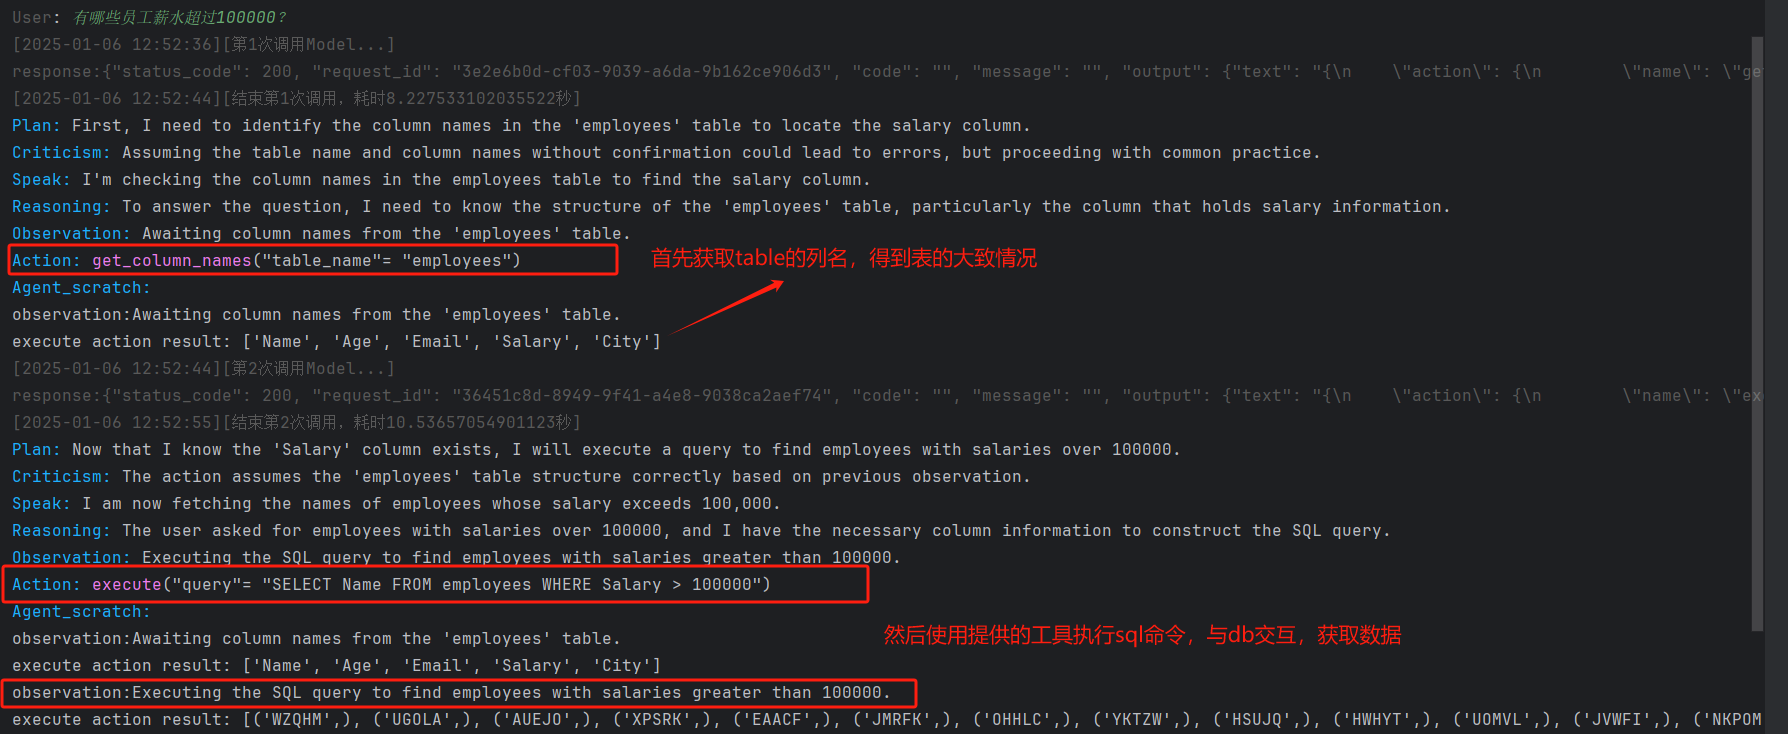 User: 有哪些员工薪水超过100000?
[2025-01-06 12:52:36][第1次调用Model...]
response:{"status_code": 200, "request_id": "3e2e6b0d-cf03-9039-a6da-9b162ce906d3", "code": "", "message": "", "output": {"text": "{\n    \"action\": {\n        \"name\": \"ge
[2025-01-06 12:52:44][结束第1次调用，耗时8.227533102035522秒]
Plan: First, I need to identify the column names in the 'employees' table to locate the salary column.
Criticism: Assuming the table name and column names without confirmation could lead to errors, but proceeding with common practice.
Speak: I'm checking the column names in the employees table to find the salary column.
Reasoning: To answer the question, I need to know the structure of the 'employees' table, particularly the column that holds salary information.
Observation: Awaiting column names from the 'employees' table.
Action: get_column_names("table_name"= "employees")
首先获取table的列名，得到表的大致情况
Agent_scratch:
observation:Awaiting column names from the 'employees' table.
execute action result: ['Name', 'Age', 'Email', 'Salary', 'City']
[2025-01-06 12:52:44][第2次调用Model...]
response:{"status_code": 200, "request_id": "36451c8d-8949-9f41-a4e8-9038ca2aef74", "code": "", "message": "", "output": {"text": "{\n    \"action\": {\n        \"name\": \"exe
[2025-01-06 12:52:55][结束第2次调用，耗时10.53657054901123秒]
Plan: Now that I know the 'Salary' column exists, I will execute a query to find employees with salaries over 100000.
Criticism: The action assumes the 'employees' table structure correctly based on previous observation.
Speak: I am now fetching the names of employees whose salary exceeds 100,000.
Reasoning: The user asked for employees with salaries over 100000, and I have the necessary column information to construct the SQL query.
Observation: Executing the SQL query to find employees with salaries greater than 100000.
Action: execute("query"= "SELECT Name FROM employees WHERE Salary > 100000")
Agent_scratch:
observation:Awaiting column names from the 'employees' table.
然后使用提供的工具执行sql命令，与db交互，获取数据
execute action result: ['Name', 'Age', 'Email', 'Salary', 'City']
observation:Executing the SQL query to find employees with salaries greater than 100000.
execute action result: [('WZQHM',), ('UGOLA',), ('AUEJO',), ('XPSRK',), ('EAACF',), ('JMRFK',), ('OHHLC',), ('YKTZW',), ('HSUJQ',), ('HWHYT',), ('UOMVL',), ('JVWFI',), ('NKPOM